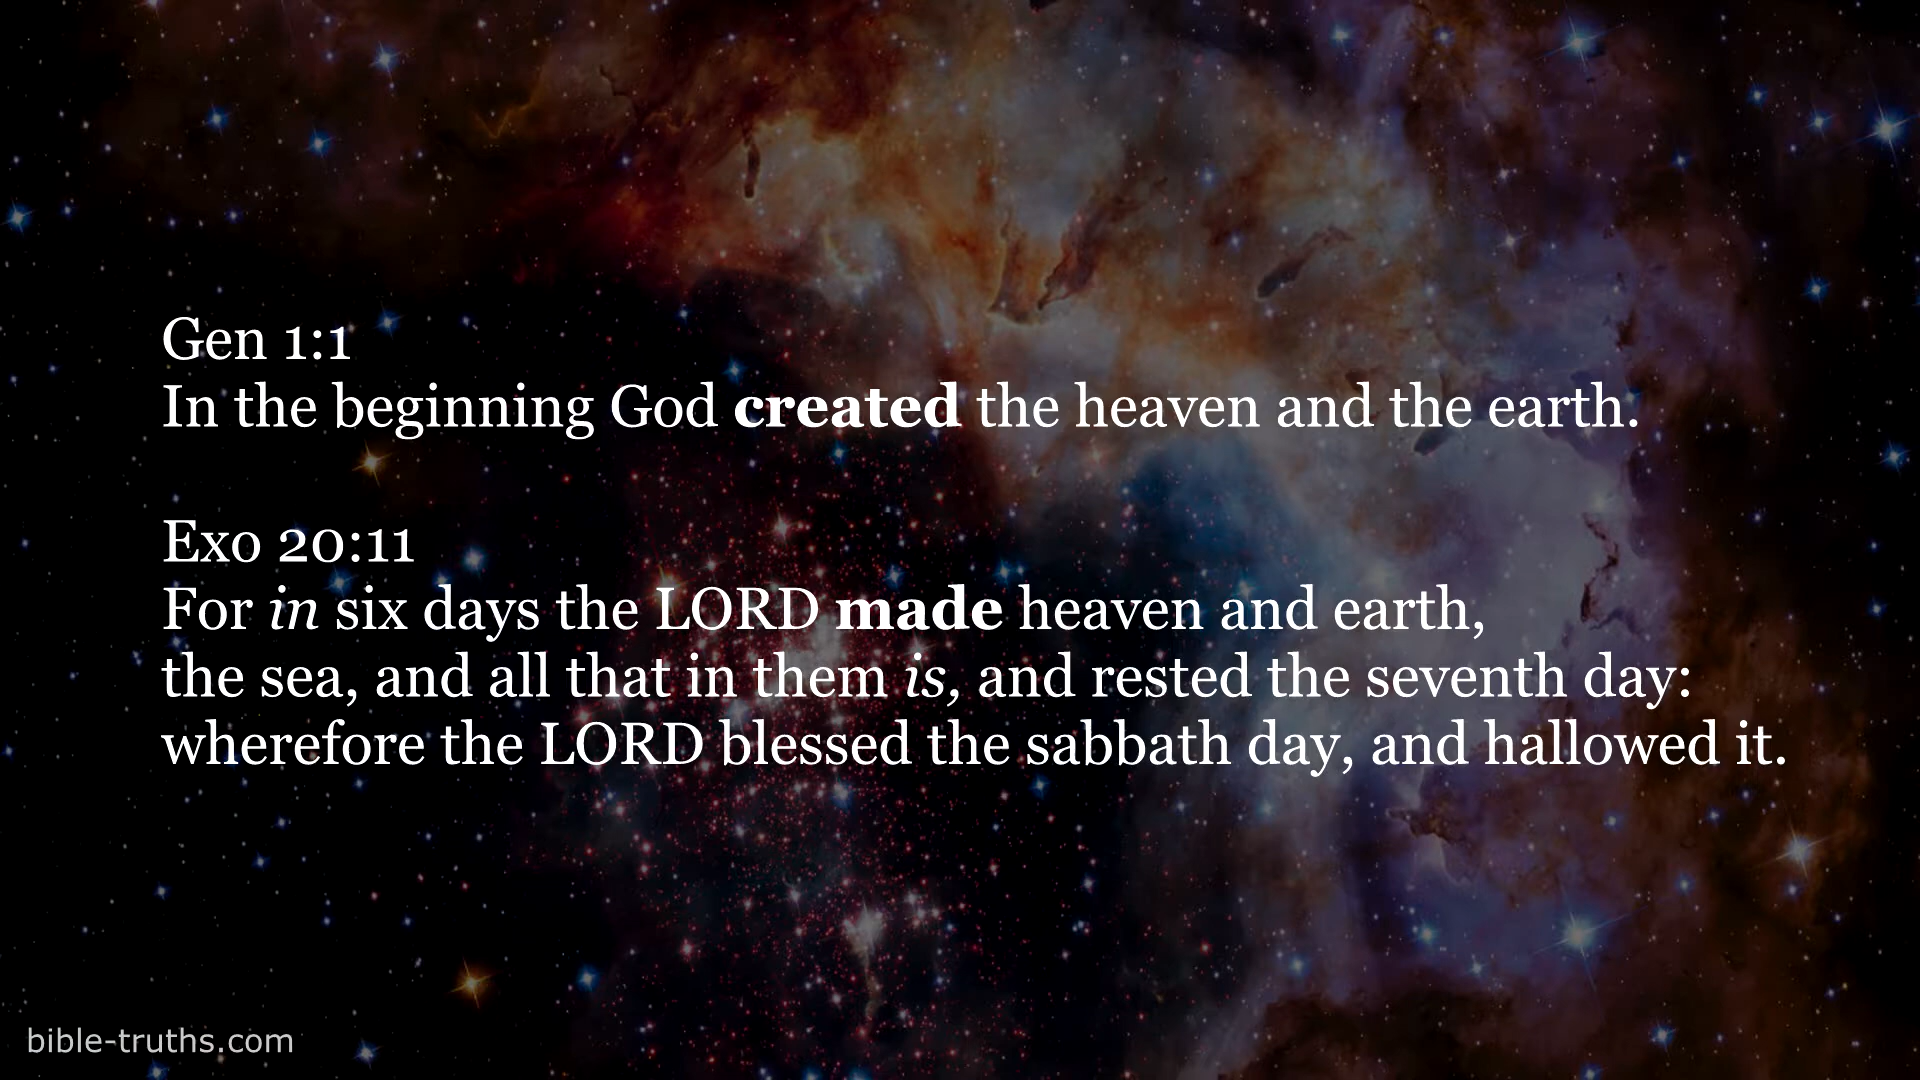 Gen 1:1
In the beginning God created the heaven and the earth.
Exo 20:11
For in six days the LORD made heaven and earth,
the sea, and all that in them is, and rested the seventh day:
wherefore the LORD blessed the sabbath day, and hallowed it.
bible-truths.com